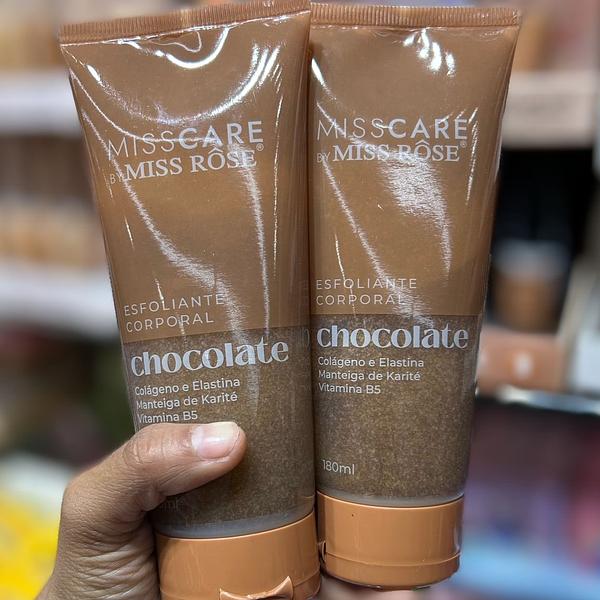 MISSCARE
BY MISS RÔSE®
ESFOLIANTE
CORPORAL
chocolate
Colágeno e Elastina
Manteiga de Karité
Vitamina B5
MISSCARE
BY MISS RÔSE®
ESFOLIANTE
CORPORAL
chocolate
Colágeno e Elastina
Manteiga de Karité
Vitamina B5
180ml